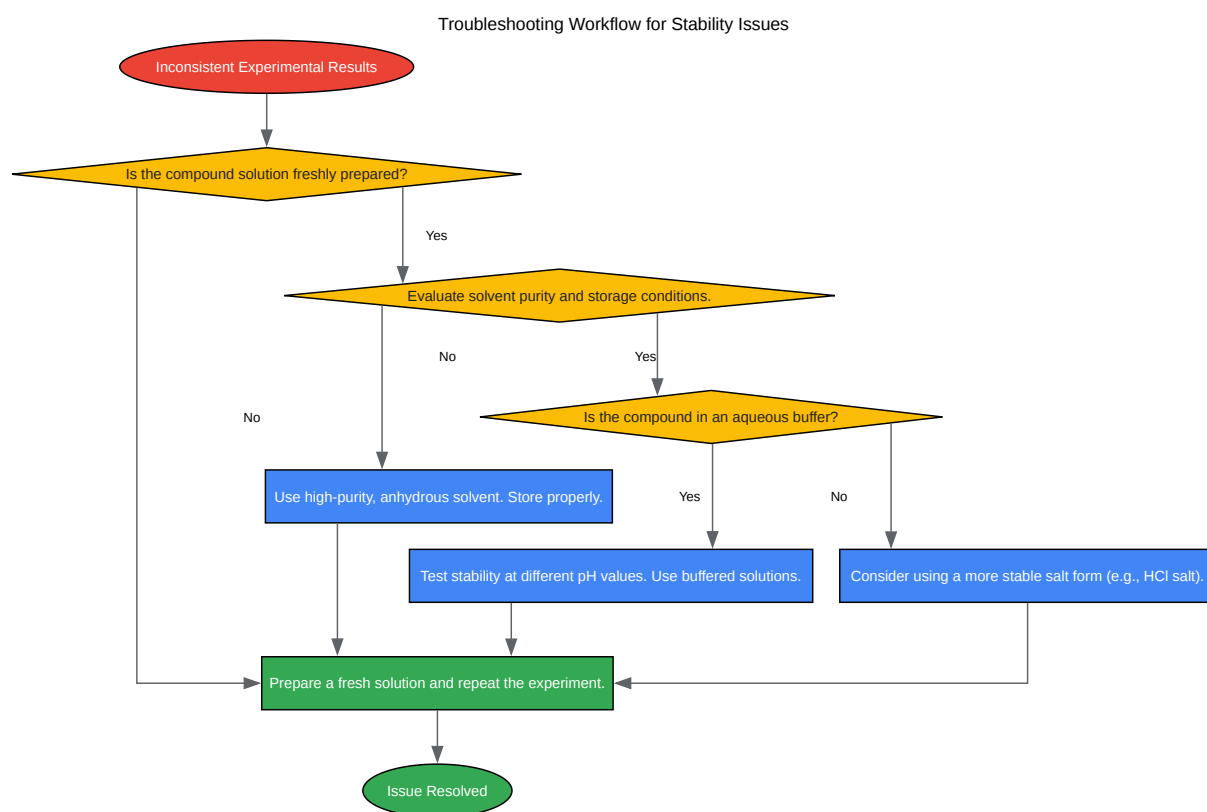 Troubleshooting Workflow for Stability Issues
Inconsistent Experimental Results
Is the compound solution freshly prepared?
Yes
Evaluate solvent purity and storage conditions.
No
Yes
Is the compound in an aqueous buffer?
No
Use high-purity, anhydrous solvent. Store properly.
Yes
No
Test stability at different pH values. Use buffered solutions.
Consider using a more stable salt form (e.g., HCl salt).
Prepare a fresh solution and repeat the experiment.
Issue Resolved